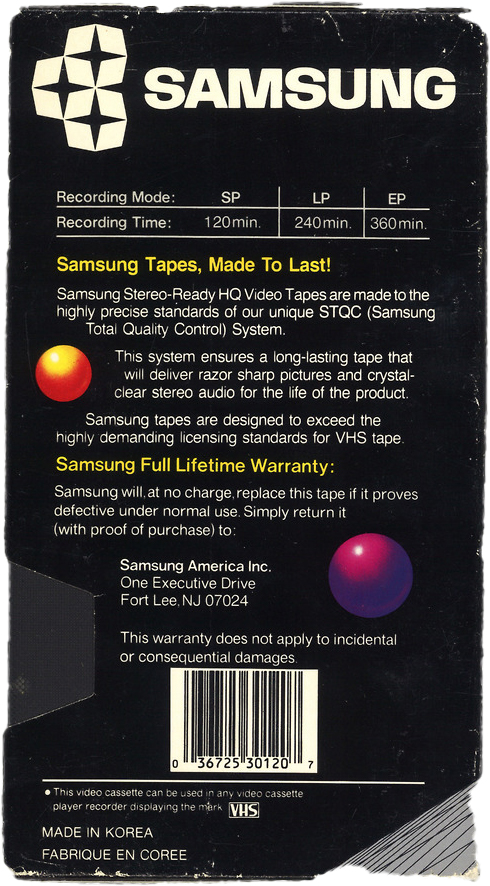 SAMSUNG
Recording Mode: SP LP EP
Recording Time: 120min. 240min. 360min.
Samsung Tapes, Made To Last!
Samsung Stereo-Ready HQ Video Tapes are made to the
highly precise standards of our unique STQC (Samsung
Total Quality Control) System.
This system ensures a long-lasting tape that
will deliver razor sharp pictures and crystal-
clear stereo audio for the life of the product.
Samsung tapes are designed to exceed the
highly demanding licensing standards for VHS tape.
Samsung Full Lifetime Warranty:
Samsung will, at no charge, replace this tape if it proves
defective under normal use. Simply return it
(with proof of purchase) to:
Samsung America Inc.
One Executive Drive
Fort Lee, NJ 07024
This warranty does not apply to incidental
or consequential damages.
0 36725 30120 7
• This video cassette can be used in any video cassette
player recorder displaying the mark VHS
MADE IN KOREA
FABRIQUE EN COREE